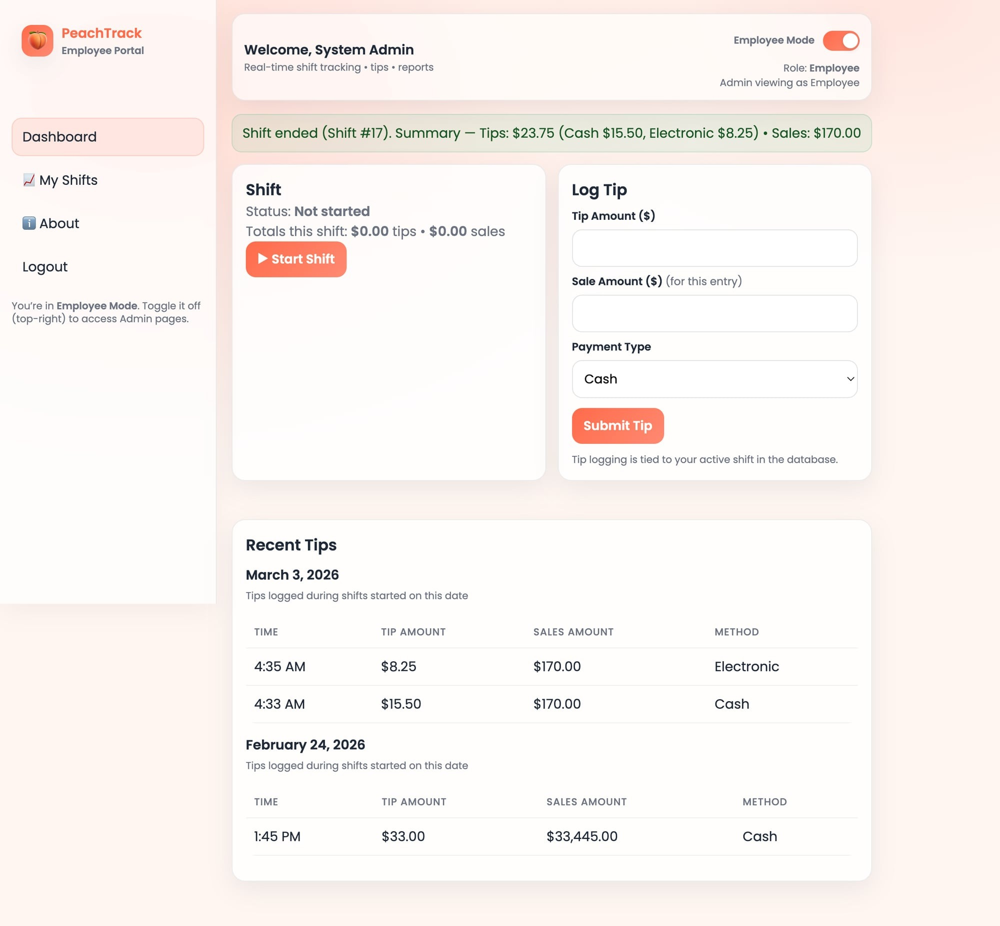 PeachTrack
Employee Portal
Dashboard
📈 My Shifts
ℹ️ About
Logout
You’re in Employee Mode. Toggle it off
(top-right) to access Admin pages.
Welcome, System Admin
Real-time shift tracking • tips • reports
Employee Mode
Role: Employee
Admin viewing as Employee
Shift ended (Shift #17). Summary — Tips: $23.75 (Cash $15.50, Electronic $8.25) • Sales: $170.00
Shift
Status: Not started
Totals this shift: $0.00 tips • $0.00 sales
▶ Start Shift
Log Tip
Tip Amount ($)
Sale Amount ($) (for this entry)
Payment Type
Cash
Submit Tip
Tip logging is tied to your active shift in the database.
Recent Tips
March 3, 2026
Tips logged during shifts started on this date
TIME TIP AMOUNT SALES AMOUNT METHOD
4:35 AM $8.25 $170.00 Electronic
4:33 AM $15.50 $170.00 Cash
February 24, 2026
Tips logged during shifts started on this date
TIME TIP AMOUNT SALES AMOUNT METHOD
1:45 PM $33.00 $33,445.00 Cash